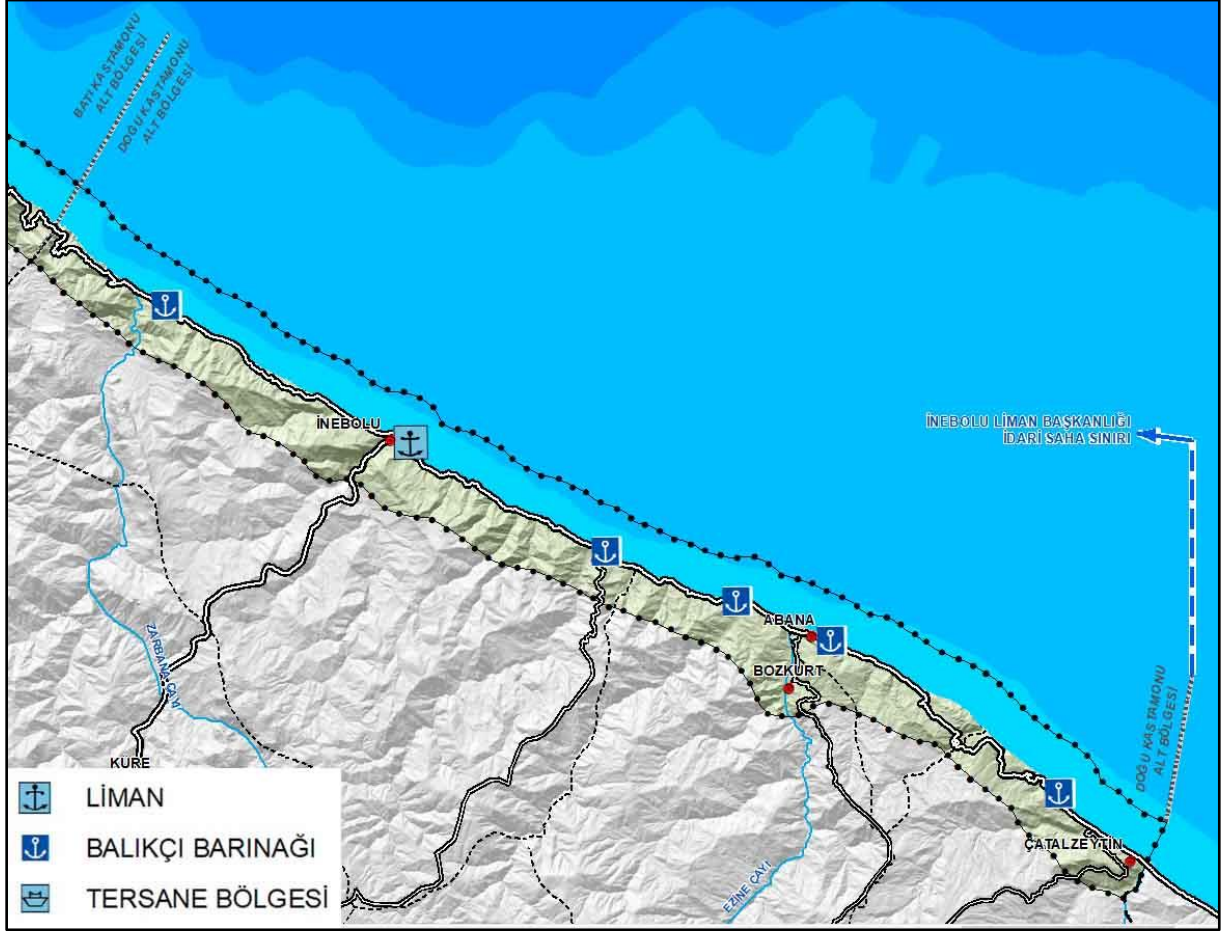 BATI KASTAMONU
ALT BÖLGESİ
DOĞU KASTAMONU
ALT BÖLGESİ
İNEBOLU
İNEBOLU LİMAN BAŞKANLIĞI
İDARİ SAHA SINIRI
ABANA
BOZKURT
ZARBANA ÇAYI
DOĞU KASTAMONU
ALT BÖLGESİ
KÜRE
ÇATALZEYTİN
EZİNE ÇAYI
LİMAN
BALIKÇI BARINAĞI
TERSANE BÖLGESİ